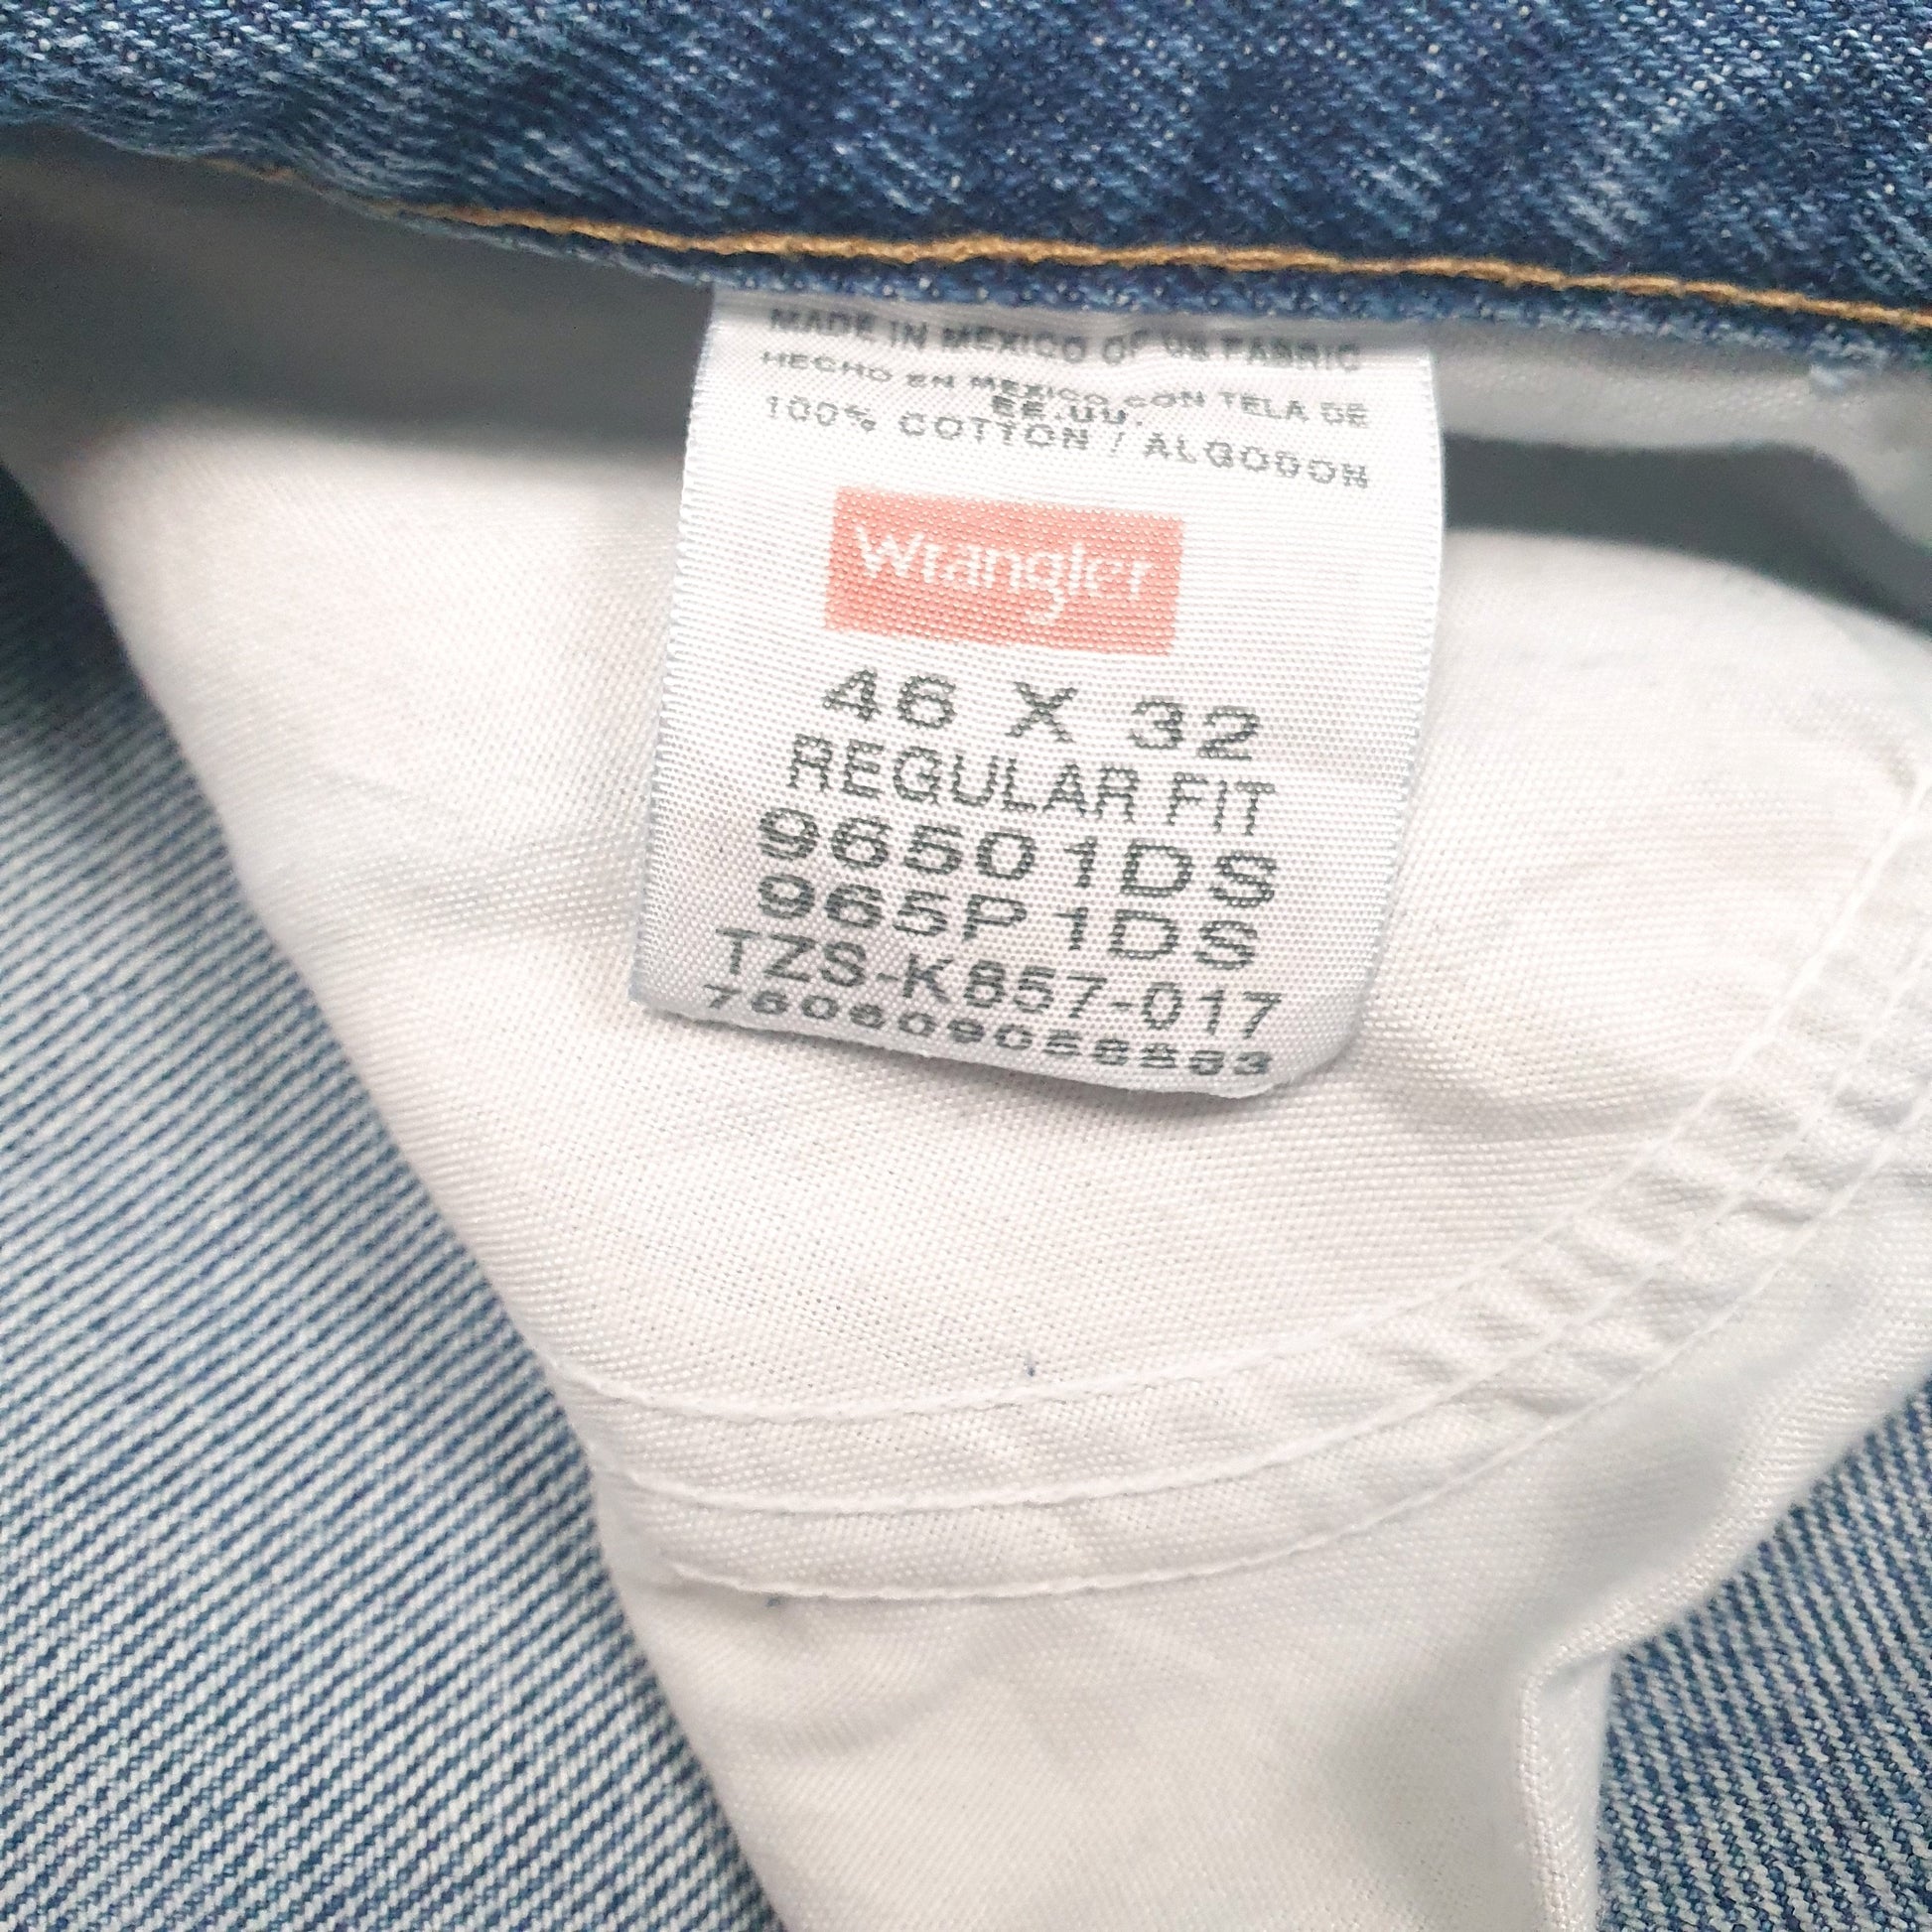 MADE IN MEXICO OF US FABRIC
HECHO EN MEXICO CON TELA DE
EE.UU.
100% COTTON / ALGODON
Wrangler
46 X 32
REGULAR FIT
96501DS
965P1DS
TZS-K857-017